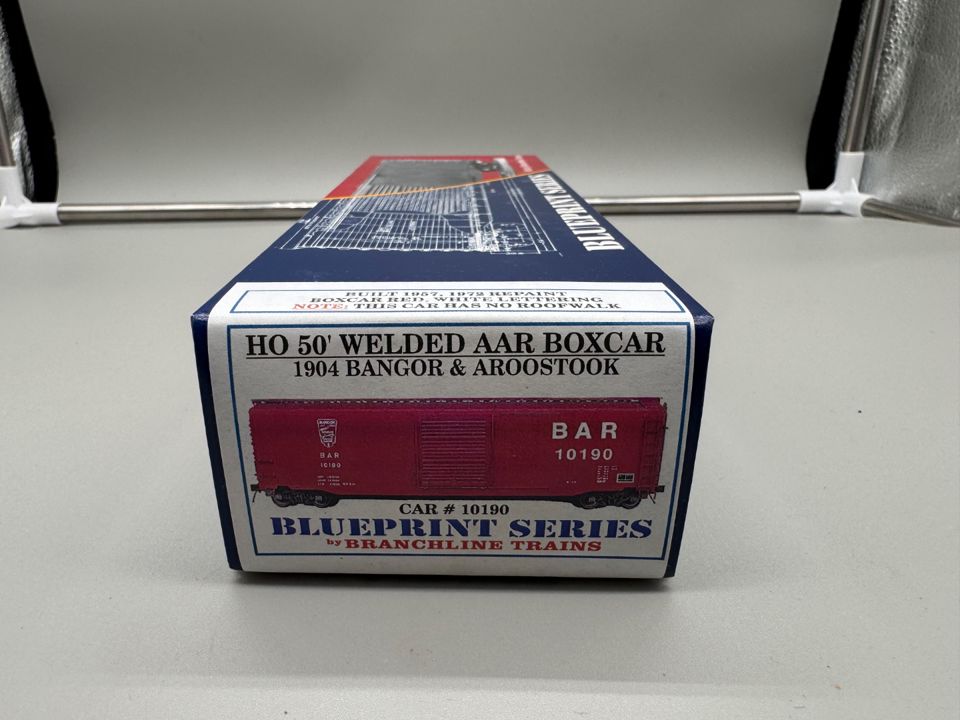 BLUEPRINT SERIES
BUILT 1957, 1972 REPAINT
BOXCAR RED, WHITE LETTERING
NOTE: THIS CAR HAS NO ROOFWALK
HO 50' WELDED AAR BOXCAR
1904 BANGOR & AROOSTOOK
BAR
10190
BAR
10190
CAR # 10190
BLUEPRINT SERIES
by BRANCHLINE TRAINS